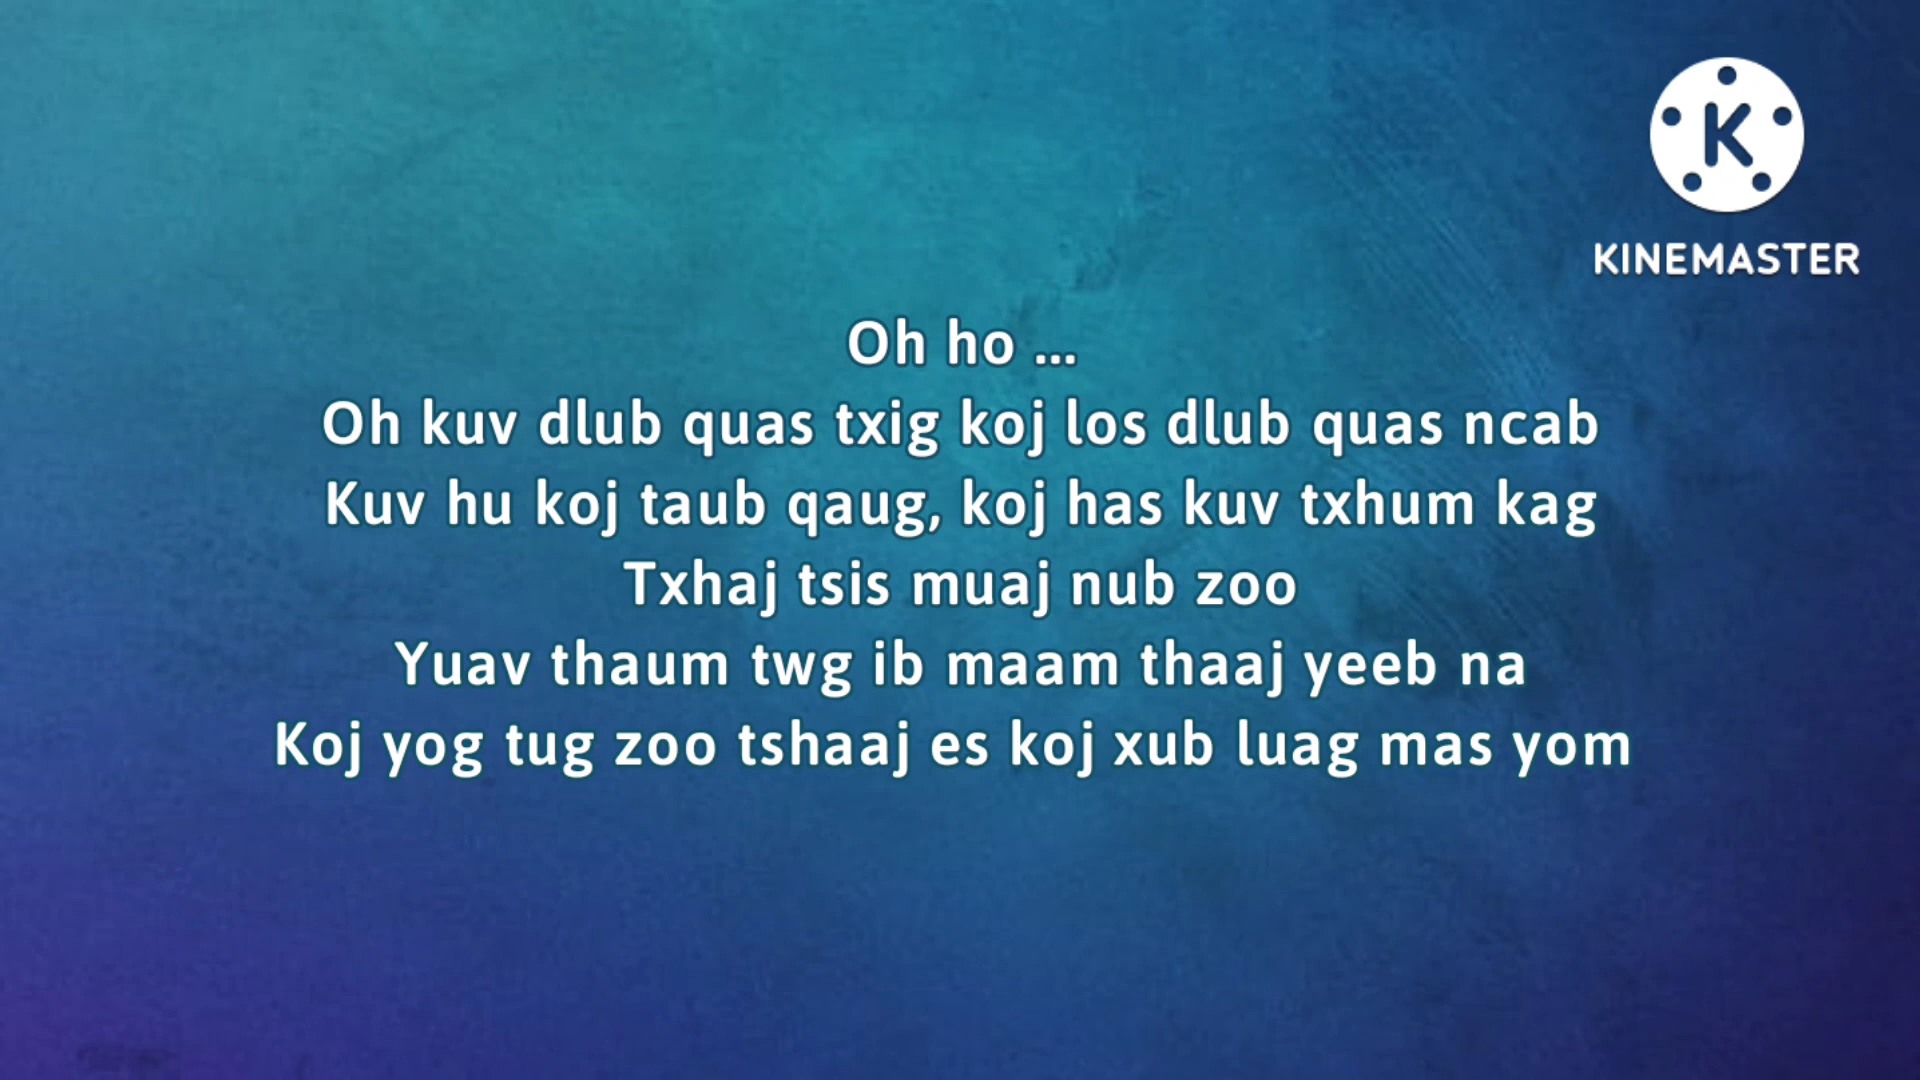 KINEMASTER
Oh ho ...
Oh kuv dlub quas txig koj los dlub quas ncab
Kuv hu koj taub qaug, koj has kuv txhum kag
Txhaj tsis muaj nub zoo
Yuav thaum twg ib maam thaaj yeeb na
Koj yog tug zoo tshaaj es koj xub luag mas yom